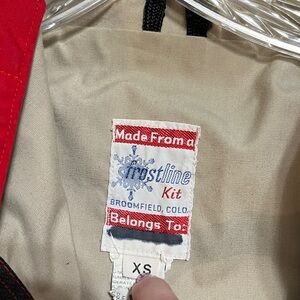 Made From a
frostline
Kit
BROOMFIELD, COLO.
Belongs To:
XS